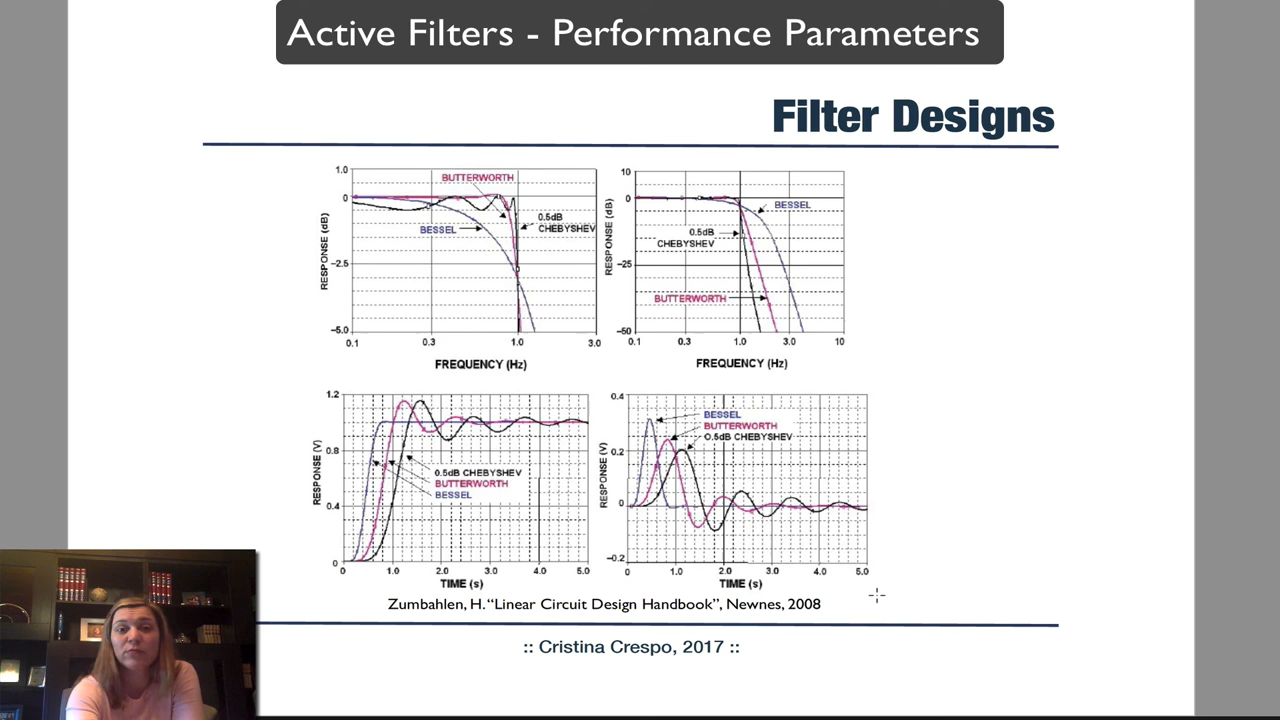 Active Filters - Performance Parameters
Filter Designs
1.0
0
-2.5
-5.0
RESPONSE (dB)
BUTTERWORTH
BESSEL
0.5dB
CHEBYSHEV
0.1
0.3
1.0
3.0
FREQUENCY (Hz)
10
0
-25
-50
RESPONSE (dB)
BESSEL
0.5dB
CHEBYSHEV
BUTTERWORTH
0.1
0.3
1.0
3.0
10
FREQUENCY (Hz)
1.2
0.8
0.4
0
RESPONSE (V)
0.5dB CHEBYSHEV
BUTTERWORTH
BESSEL
0
1.0
2.0
3.0
4.0
5.0
TIME (s)
0.4
0.2
0
-0.2
RESPONSE (V)
BESSEL
BUTTERWORTH
0.5dB CHEBYSHEV
0
1.0
2.0
3.0
4.0
5.0
TIME (s)
Zumbahlen, H. "Linear Circuit Design Handbook", Newnes, 2008
:: Cristina Crespo, 2017 ::